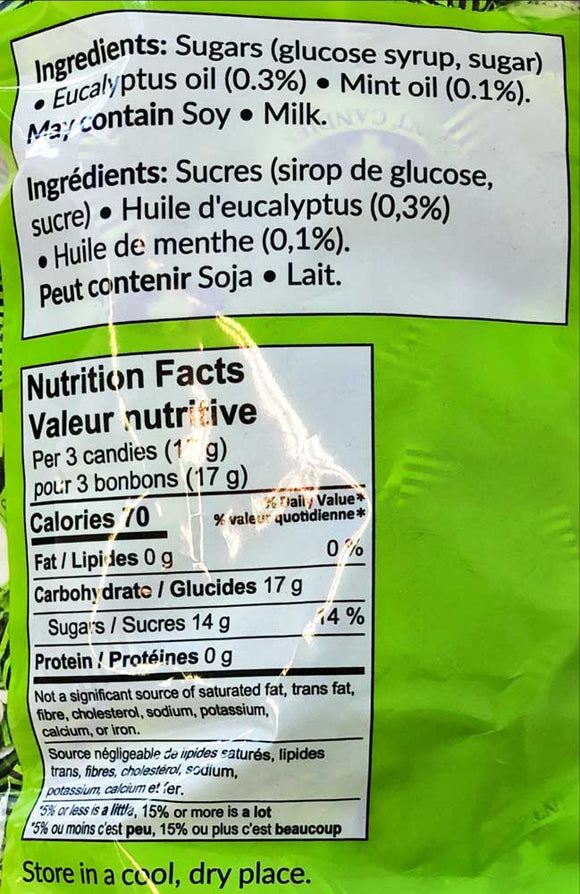 Ingredients: Sugars (glucose syrup, sugar)
• Eucalyptus oil (0.3%) • Mint oil (0.1%).
May contain Soy • Milk.
Ingrédients: Sucres (sirop de glucose,
sucre) • Huile d'eucalyptus (0,3%)
• Huile de menthe (0,1%).
Peut contenir Soja • Lait.
Nutrition Facts
Valeur nutritive
Per 3 candies (17 g)
pour 3 bonbons (17 g)
% Daily Value*
Calories 70
% valeur quotidienne*
Fat / Lipides 0 g 0 %
Carbohydrate / Glucides 17 g
Sugars / Sucres 14 g 14 %
Protein / Protéines 0 g
Not a significant source of saturated fat, trans fat,
fibre, cholesterol, sodium, potassium,
calcium, or iron.
Source négligeable de lipides saturés, lipides
trans, fibres, cholestérol, sodium,
potassium, calcium et fer.
*5% or less is a little, 15% or more is a lot
*5% ou moins c'est peu, 15% ou plus c'est beaucoup
Store in a cool, dry place.